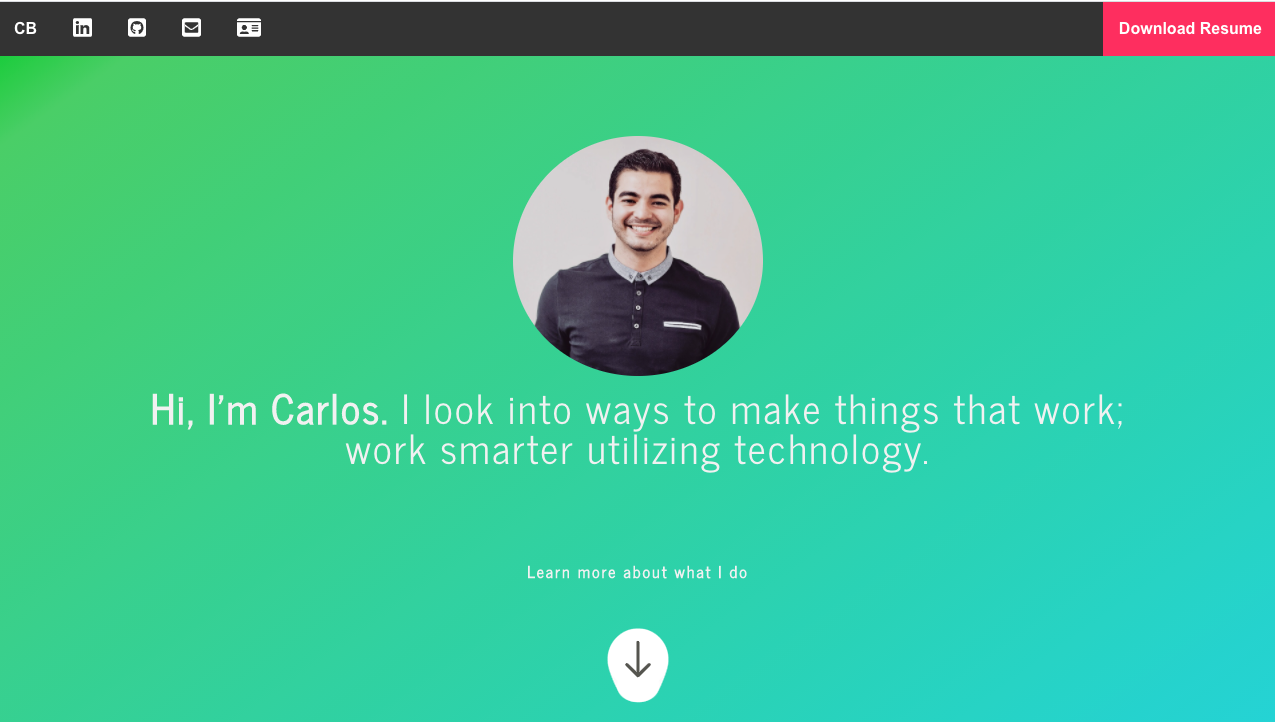 CB
Download Resume
Hi, I'm Carlos. I look into ways to make things that work;
work smarter utilizing technology.
Learn more about what I do